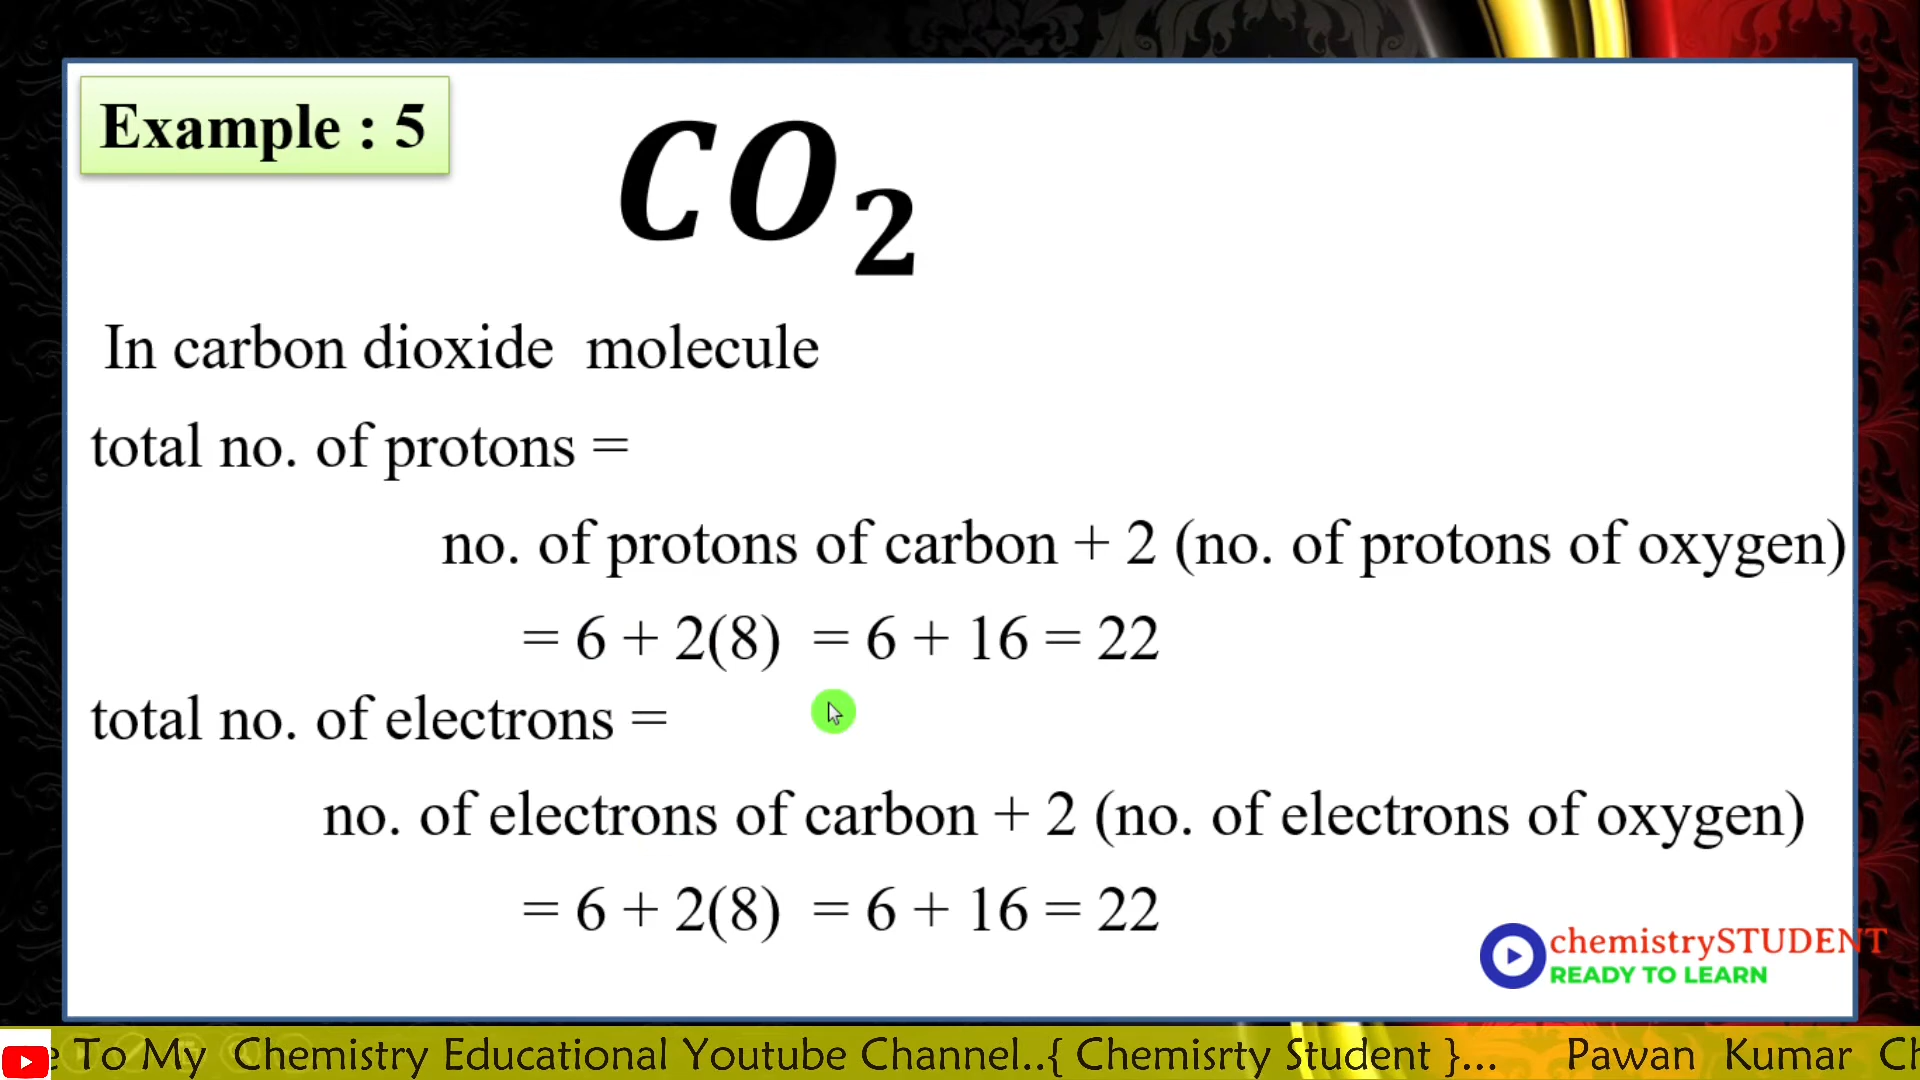 Example : 5
CO₂
In carbon dioxide molecule
total no. of protons =
no. of protons of carbon + 2 (no. of protons of oxygen)
= 6 + 2(8) = 6 + 16 = 22
total no. of electrons =
no. of electrons of carbon + 2 (no. of electrons of oxygen)
= 6 + 2(8) = 6 + 16 = 22
chemistrySTUDENT
READY TO LEARN
e To My Chemistry Educational Youtube Channel..{ Chemisrty Student }... Pawan Kumar Ch